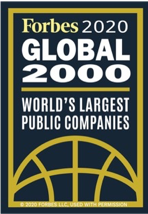 Forbes 2020
GLOBAL
2000
WORLD'S LARGEST
PUBLIC COMPANIES
© 2020 FORBES LLC. USED WITH PERMISSION